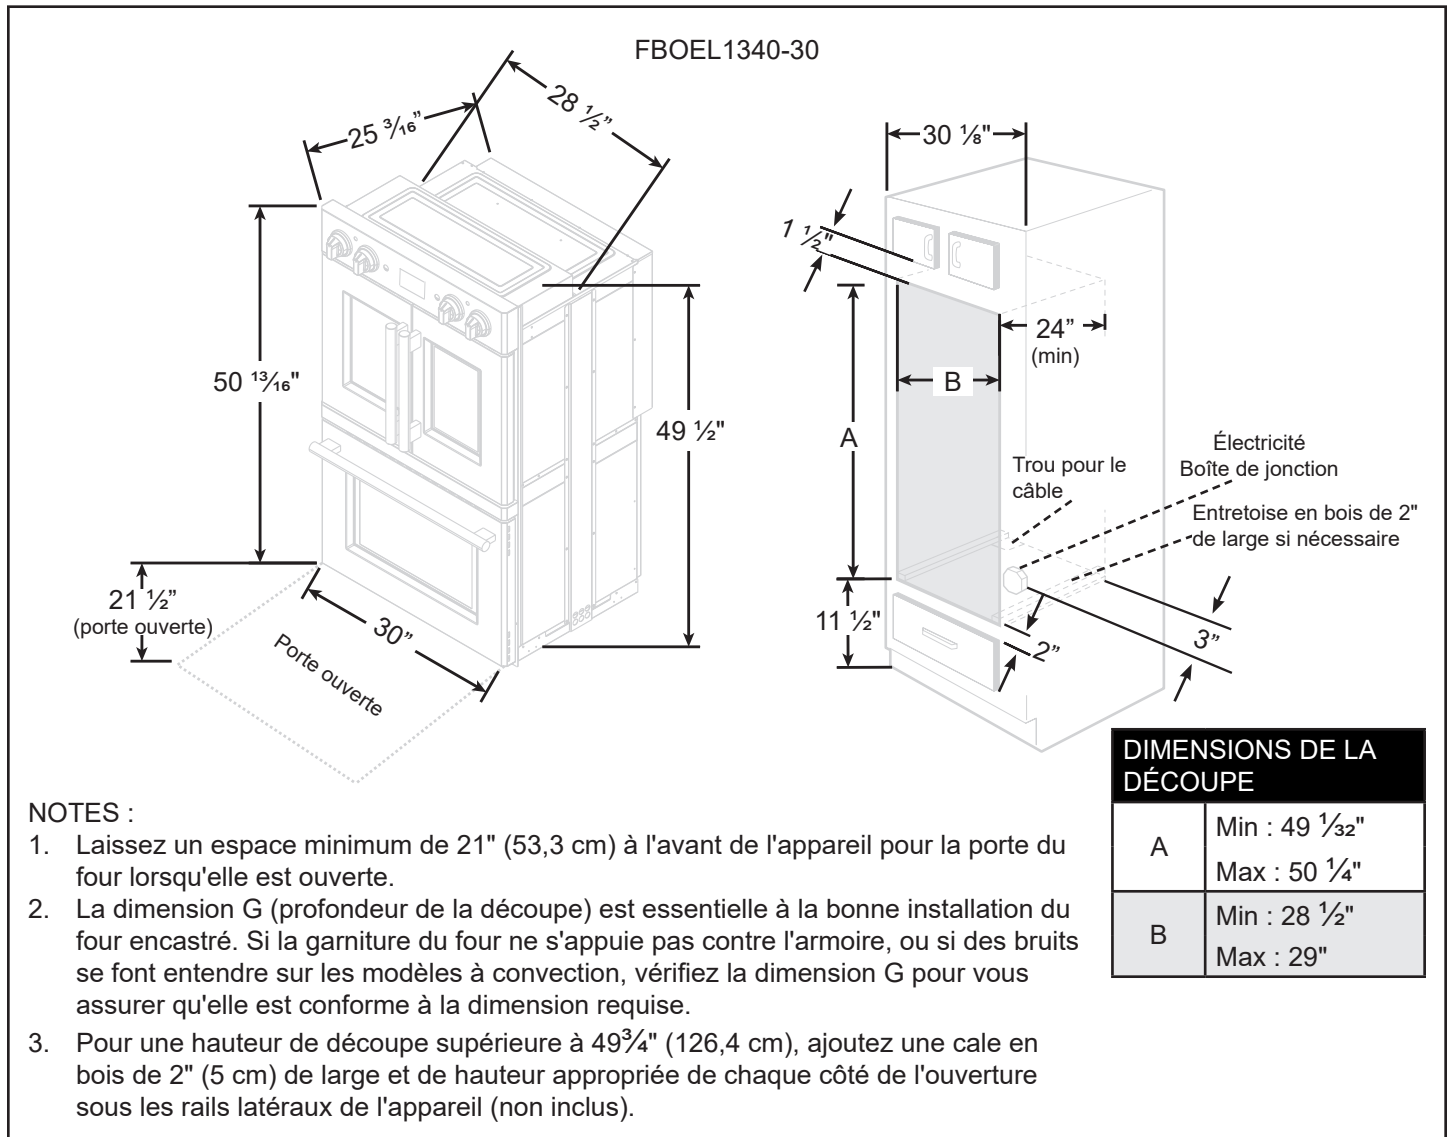 FBOEL1340-30
25 ³⁄₁₆”
28 ½”
50 ¹³⁄₁₆"
49 ½"
21 ½”
(porte ouverte)
30”
Porte ouverte
30 ⅛"
1 ½"
24”
(min)
B
A
Trou pour le
câble
Électricité
Boîte de jonction
Entretoise en bois de 2"
de large si nécessaire
11 ½"
2”
3”
DIMENSIONS DE LA
DÉCOUPE
A
Min : 49 ¹⁄₃₂"
Max : 50 ¼"
B
Min : 28 ½"
Max : 29"
NOTES :
1. Laissez un espace minimum de 21" (53,3 cm) à l'avant de l'appareil pour la porte du
four lorsqu'elle est ouverte.
2. La dimension G (profondeur de la découpe) est essentielle à la bonne installation du
four encastré. Si la garniture du four ne s'appuie pas contre l'armoire, ou si des bruits
se font entendre sur les modèles à convection, vérifiez la dimension G pour vous
assurer qu'elle est conforme à la dimension requise.
3. Pour une hauteur de découpe supérieure à 49¾" (126,4 cm), ajoutez une cale en
bois de 2" (5 cm) de large et de hauteur appropriée de chaque côté de l'ouverture
sous les rails latéraux de l'appareil (non inclus).